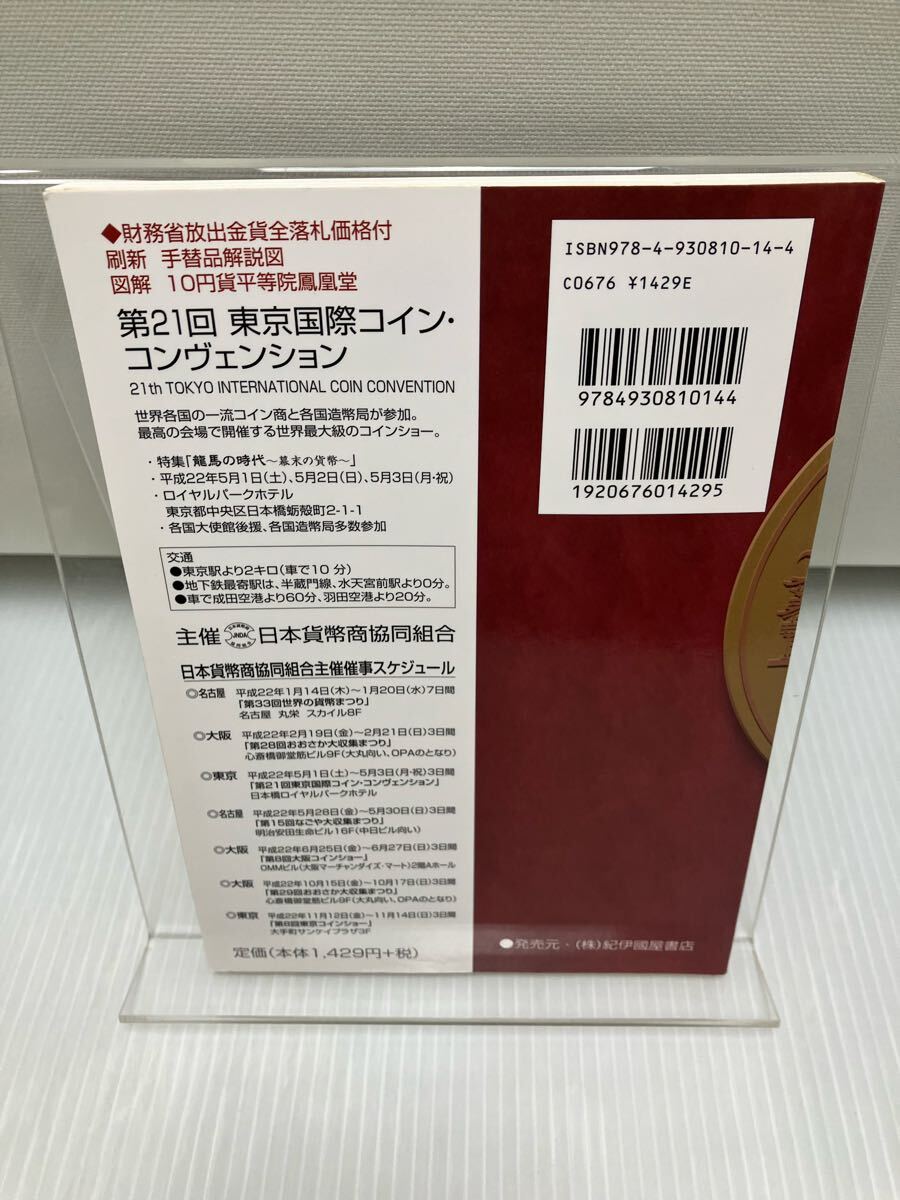 ◆財務省放出金貨全落札価格付
刷新 手替品解説図
図解 10円貨平等院鳳凰堂
第21回 東京国際コイン・
コンヴェンション
21th TOKYO INTERNATIONAL COIN CONVENTION
世界各国の一流コイン商と各国造幣局が参加。
最高の会場で開催する世界最大級のコインショー。
・特集「龍馬の時代～幕末の貨幣～」
・平成22年5月1日(土)、5月2日(日)、5月3日(月・祝)
・ロイヤルパークホテル
東京都中央区日本橋蛎殻町2-1-1
・各国大使館後援、各国造幣局多数参加
交通
●東京駅より2キロ(車で10分)
●地下鉄最寄駅は、半蔵門線、水天宮前駅より0分。
●車で成田空港より60分、羽田空港より20分。
主催 JNDA 日本貨幣商協同組合
日本貨幣商協同組合主催催事スケジュール
◎名古屋 平成22年1月14日(木)～1月20日(水)7日間
「第33回世界の貨幣まつり」
名古屋 丸栄 スカイル8F
◎大阪 平成22年2月19日(金)～2月21日(日)3日間
「第28回おおさか大収集まつり」
心斎橋御堂筋ビル9F(大丸向い、OPAのとなり)
◎東京 平成22年5月1日(土)～5月3日(月・祝)3日間
「第21回東京国際コイン・コンヴェンション」
日本橋ロイヤルパークホテル
◎名古屋 平成22年5月28日(金)～5月30日(日)3日間
「第15回なごや大収集まつり」
明治安田生命ビル16F(中日ビル向い)
◎大阪 平成22年6月25日(金)～6月27日(日)3日間
「第8回大阪コインショー」
OMMビル(大阪マーチャンダイズ・マート)2階Aホール
◎大阪 平成22年10月15日(金)～10月17日(日)3日間
「第29回おおさか大収集まつり」
心斎橋御堂筋ビル9F(大丸向い、OPAのとなり)
◎東京 平成22年11月12日(金)～11月14日(日)3日間
「第8回東京コインショー」
大手町サンケイプラザ3F
定価(本体1,429円+税)
ISBN978-4-930810-14-4
C0676 ¥1429E
9784930810144
1920676014295
●発売元・(株)紀伊國屋書店